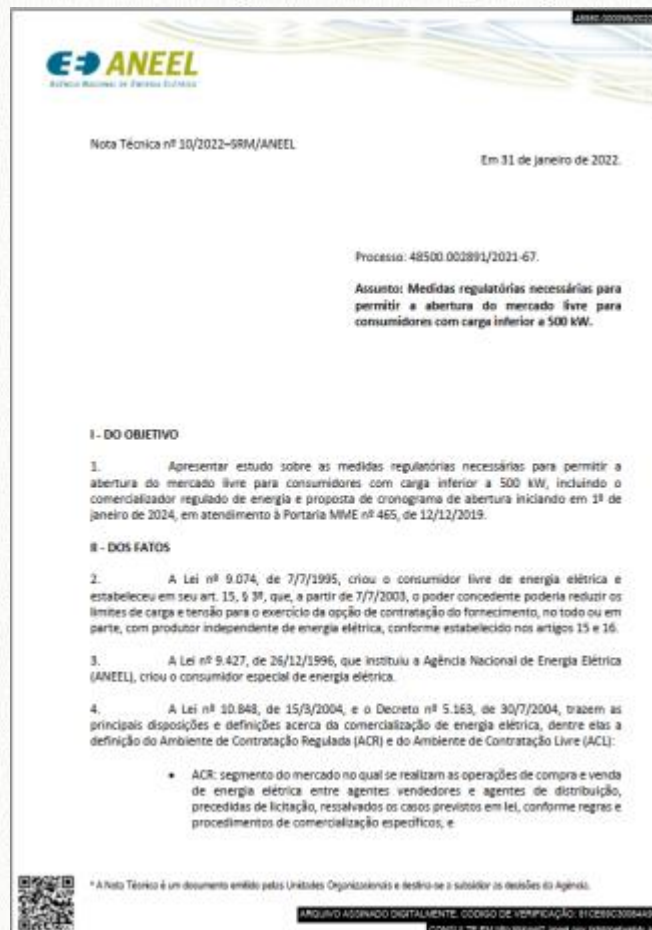 ANEEL
AGÊNCIA NACIONAL DE ENERGIA ELÉTRICA
Nota Técnica nº 10/2022–SRM/ANEEL
Em 31 de janeiro de 2022.
Processo: 48500.002891/2021-67.
Assunto: Medidas regulatórias necessárias para
permitir a abertura do mercado livre para
consumidores com carga inferior a 500 kW.
I - DO OBJETIVO
1. Apresentar estudo sobre as medidas regulatórias necessárias para permitir a
abertura do mercado livre para consumidores com carga inferior a 500 kW, incluindo o
comercializador regulado de energia e proposta de cronograma de abertura iniciando em 1º de
janeiro de 2024, em atendimento à Portaria MME nº 465, de 12/12/2019.
II - DOS FATOS
2. A Lei nº 9.074, de 7/7/1995, criou o consumidor livre de energia elétrica e
estabeleceu em seu art. 15, § 3º, que, a partir de 7/7/2003, o poder concedente poderia reduzir os
limites de carga e tensão para o exercício da opção de contratação do fornecimento, no todo ou em
parte, com produtor independente de energia elétrica, conforme estabelecido nos artigos 15 e 16.
3. A Lei nº 9.427, de 26/12/1996, que instituiu a Agência Nacional de Energia Elétrica
(ANEEL), criou o consumidor especial de energia elétrica.
4. A Lei nº 10.848, de 15/3/2004, e o Decreto nº 5.163, de 30/7/2004, trazem as
principais disposições e definições acerca da comercialização de energia elétrica, dentre elas a
definição do Ambiente de Contratação Regulada (ACR) e do Ambiente de Contratação Livre (ACL):
• ACR: segmento do mercado no qual se realizam as operações de compra e venda
de energia elétrica entre agentes vendedores e agentes de distribuição,
precedidas de licitação, ressalvados os casos previstos em lei, conforme regras e
procedimentos de comercialização específicos, e
* A Nota Técnica é um documento emitido pelas Unidades Organizacionais e destina-se a subsidiar as decisões da Agência.
ARQUIVO ASSINADO DIGITALMENTE. CÓDIGO DE VERIFICAÇÃO: